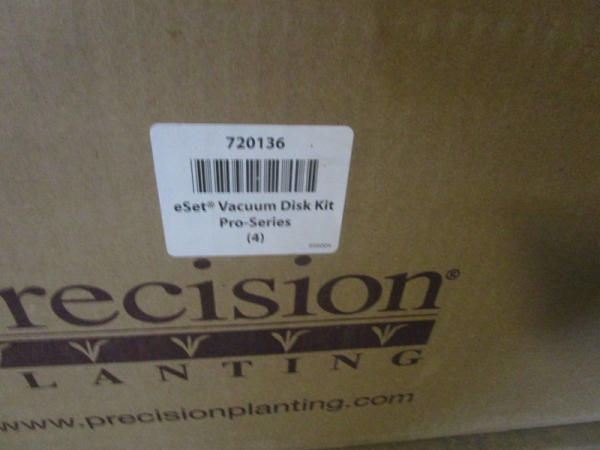 720136
eSet® Vacuum Disk Kit
Pro-Series
(4)
recision®
LANTING
www.precisionplanting.com